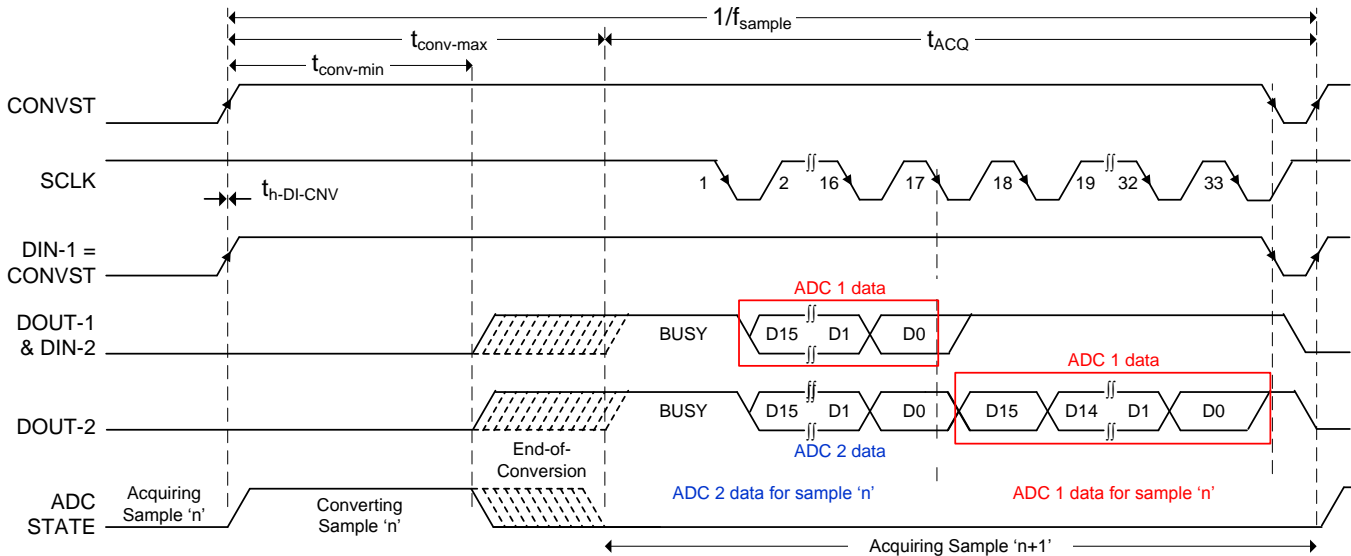 1/fsample
tconv-max
tACQ
tconv-min
CONVST
SCLK
1 2 16 17 18 19 32 33
th-DI-CNV
DIN-1 =
CONVST
ADC 1 data
DOUT-1
& DIN-2
BUSY D15 D1 D0
ADC 1 data
DOUT-2
BUSY D15 D1 D0 D15 D14 D1 D0
ADC 2 data
End-of-
Conversion
ADC
STATE
Acquiring
Sample ‘n’
Converting
Sample ‘n’
ADC 2 data for sample ‘n’
ADC 1 data for sample ‘n’
Acquiring Sample ‘n+1’